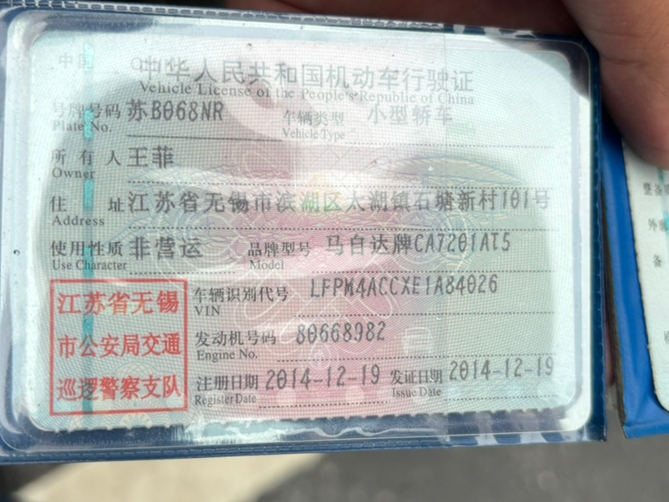 中华人民共和国机动车行驶证
Vehicle License of the People's Republic of China
号牌号码 苏B068NR 车辆类型 小型轿车
Plate No. Vehicle Type
所有人 王菲
Owner
住址 江苏省无锡市滨湖区太湖镇石塘新村101号
Address
使用性质 非营运 品牌型号 马自达牌CA7201AT5
Use Character Model
车辆识别代号 LFPM4ACCXE1A84026
VIN
发动机号码 80668982
Engine No.
注册日期 2014-12-19 发证日期 2014-12-19
Register Date Issue Date
江苏省无锡
市公安局交通
巡逻警察支队